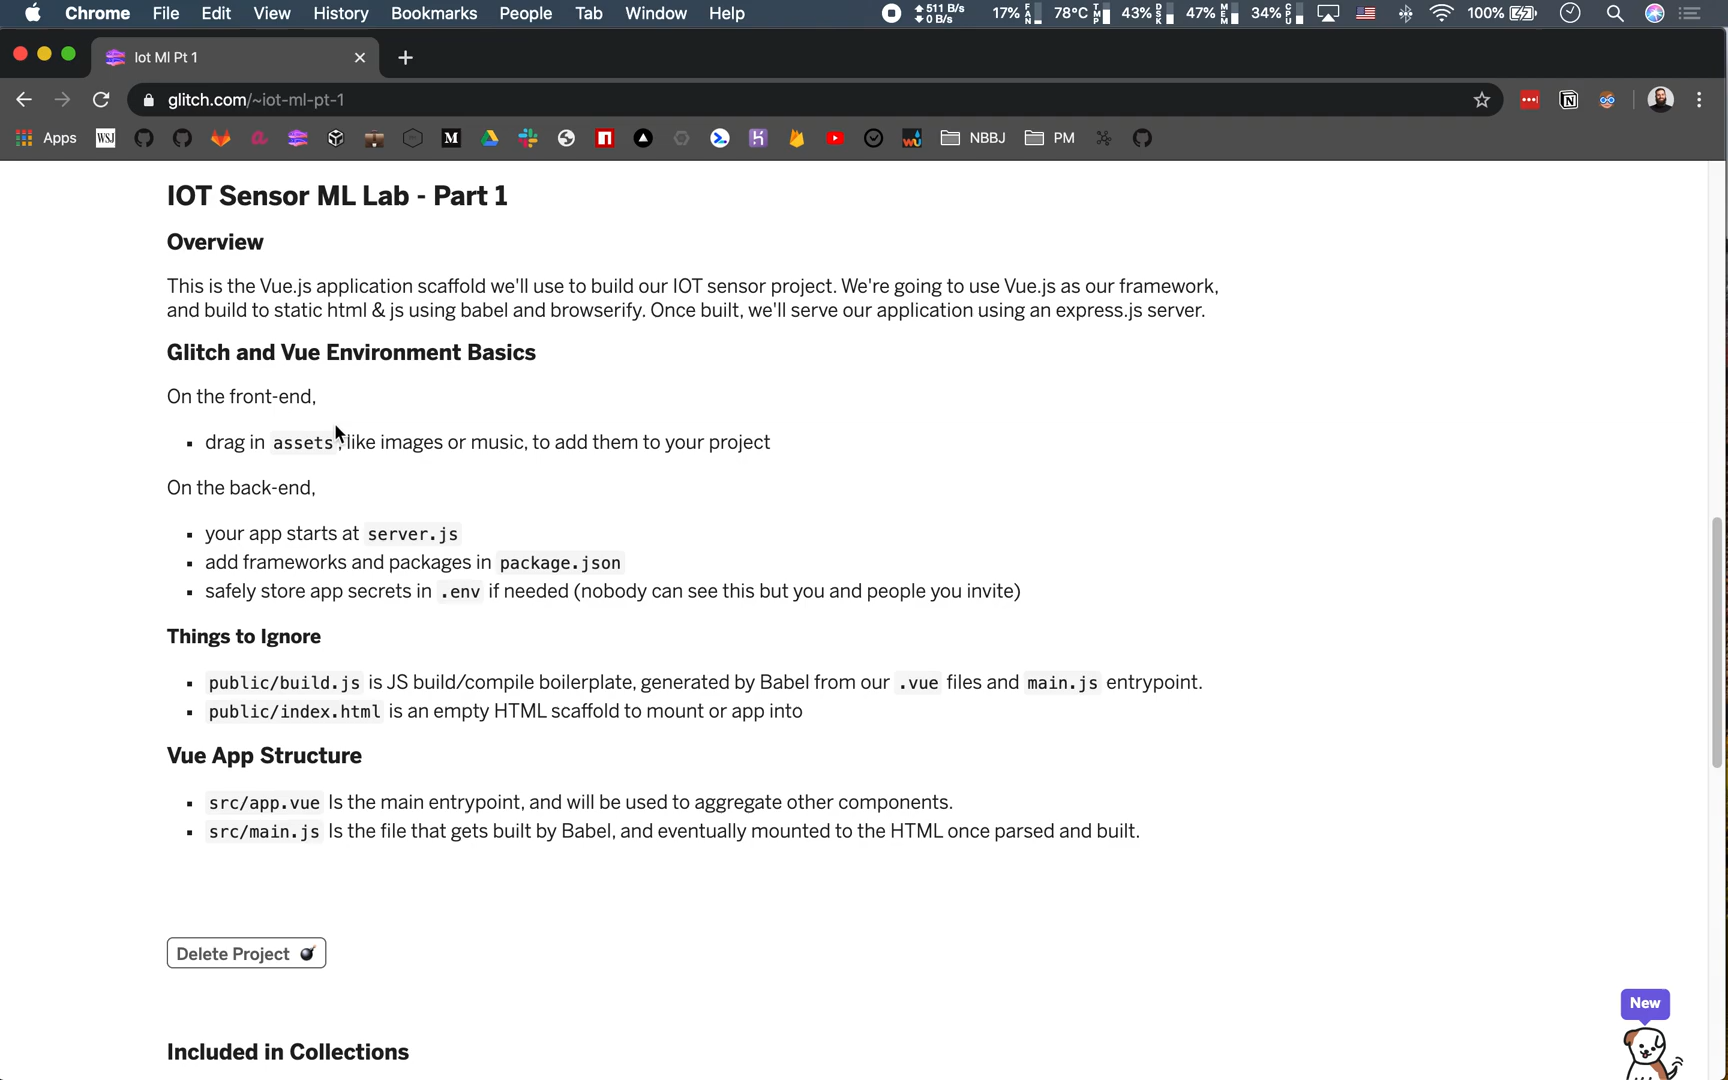 Chrome File Edit View History Bookmarks People Tab Window Help 511 B/s 0 B/s 17% 78°C 43% 47% 34% 100%
Iot Ml Pt 1
glitch.com/~iot-ml-pt-1
Apps WSJ M NBBJ PM
IOT Sensor ML Lab - Part 1
Overview
This is the Vue.js application scaffold we'll use to build our IOT sensor project. We're going to use Vue.js as our framework,
and build to static html & js using babel and browserify. Once built, we'll serve our application using an express.js server.
Glitch and Vue Environment Basics
On the front-end,
drag in assets, like images or music, to add them to your project
On the back-end,
your app starts at server.js
add frameworks and packages in package.json
safely store app secrets in .env if needed (nobody can see this but you and people you invite)
Things to Ignore
public/build.js is JS build/compile boilerplate, generated by Babel from our .vue files and main.js entrypoint.
public/index.html is an empty HTML scaffold to mount or app into
Vue App Structure
src/app.vue Is the main entrypoint, and will be used to aggregate other components.
src/main.js Is the file that gets built by Babel, and eventually mounted to the HTML once parsed and built.
Delete Project
New
Included in Collections